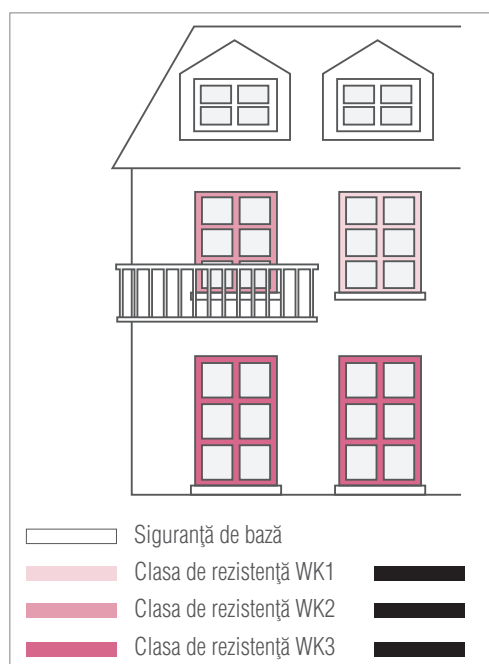 Siguranţă de bază
Clasa de rezistenţă WK1
Clasa de rezistenţă WK2
Clasa de rezistenţă WK3